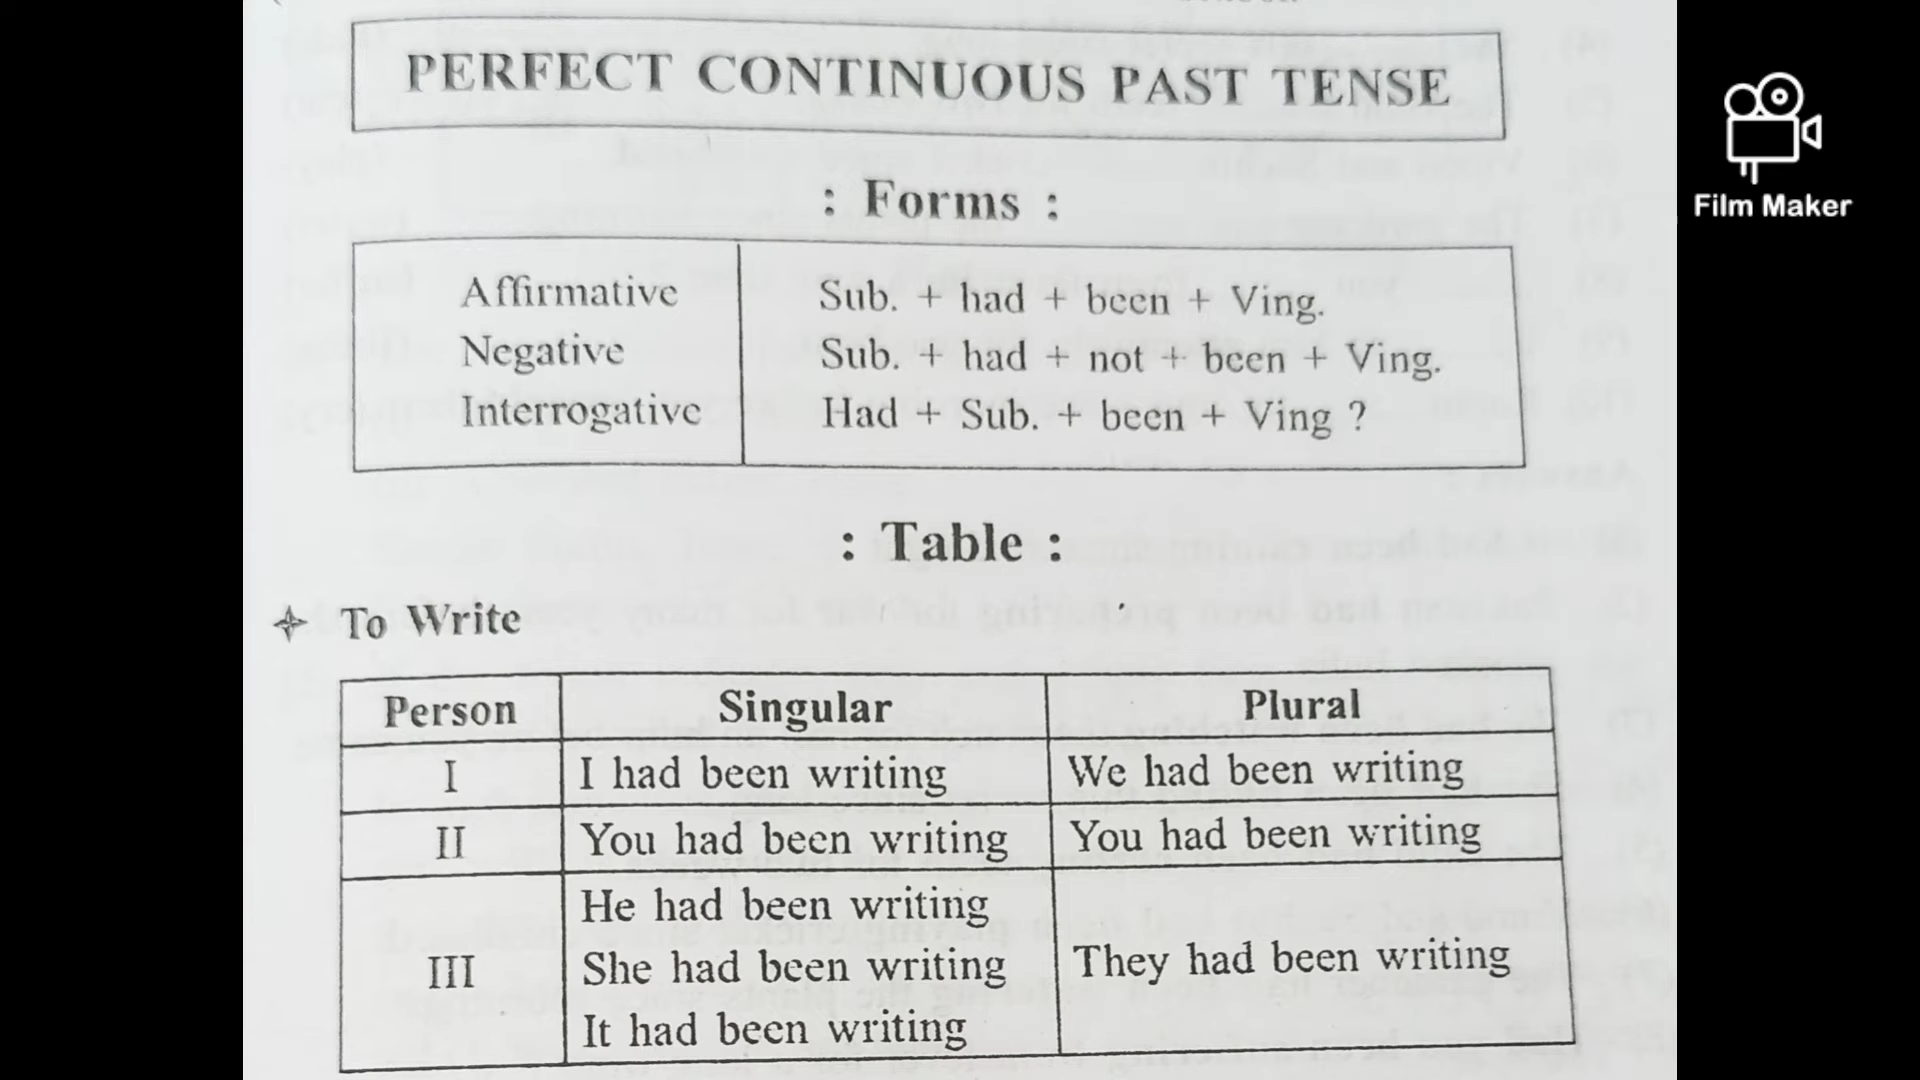 PERFECT CONTINUOUS PAST TENSE
: Forms :
Affirmative Sub. + had + been + Ving.
Negative Sub. + had + not + been + Ving.
Interrogative Had + Sub. + been + Ving ?
: Table :
To Write
Person Singular Plural
I I had been writing We had been writing
II You had been writing You had been writing
He had been writing
III She had been writing They had been writing
It had been writing
Film Maker